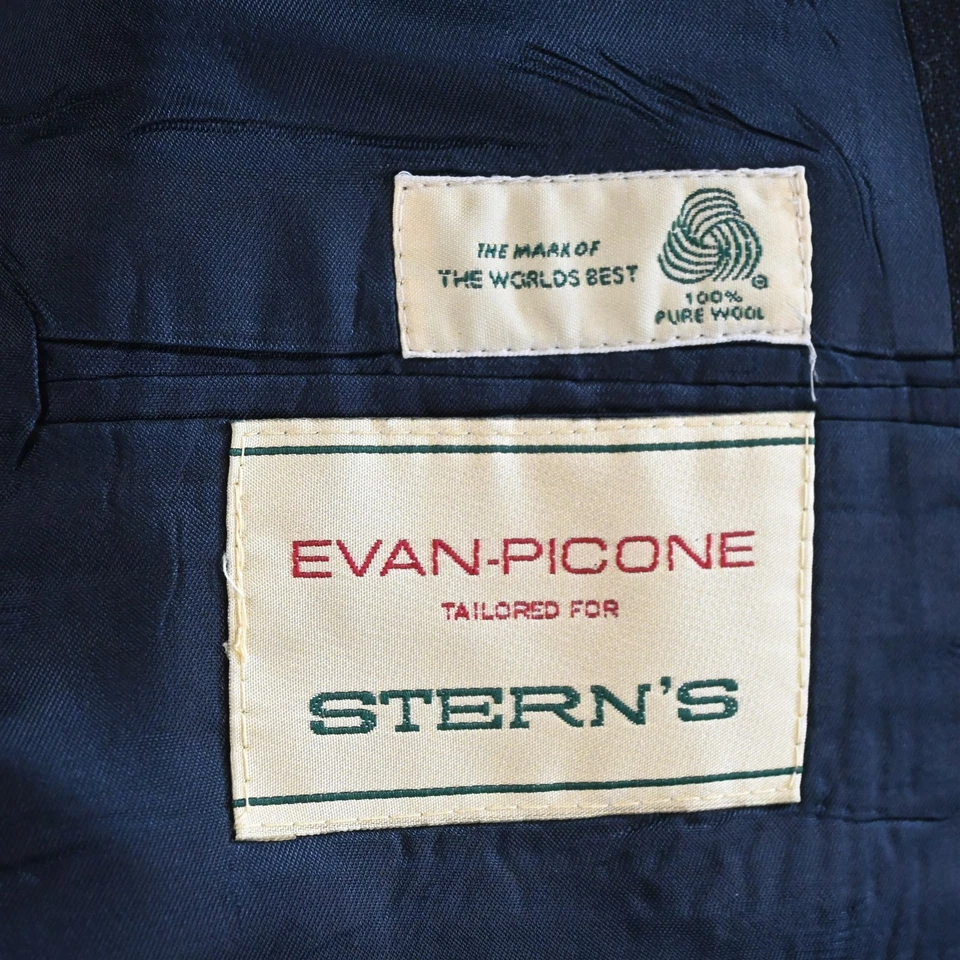 THE MARK OF
THE WORLDS BEST
100%
PURE WOOL
EVAN-PICONE
TAILORED FOR
STERN'S